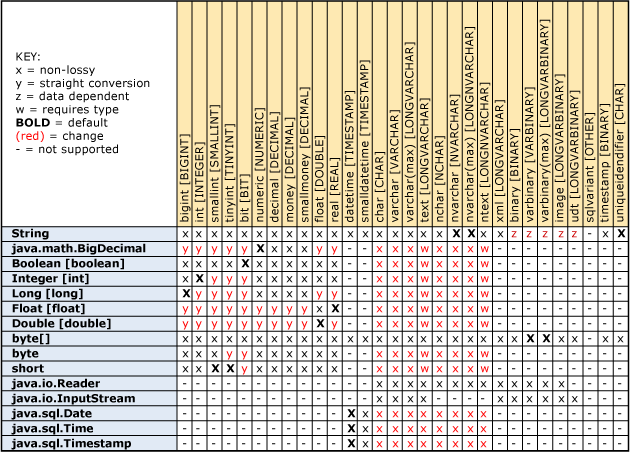 KEY:
x = non-lossy
y = straight conversion
z = data dependent
w = requires type
BOLD = default
(red) = change
- = not supported
bigint [BIGINT]
int [INTEGER]
smallint [SMALLINT]
tinyint [TINYINT]
bit [BIT]
numeric [NUMERIC]
decimal [DECIMAL]
money [DECIMAL]
smallmoney [DECIMAL]
float [DOUBLE]
real [REAL]
datetime [TIMESTAMP]
smalldatetime [TIMESTAMP]
char [CHAR]
varchar [VARCHAR]
varchar(max) [LONGVARCHAR]
text [LONGVARCHAR]
nchar [NCHAR]
nvarchar [NVARCHAR]
nvarchar(max) [LONGNVARCHAR]
ntext [LONGNVARCHAR]
xml [LONGVARCHAR]
binary [BINARY]
varbinary [VARBINARY]
varbinary(max) [LONGVARBINARY]
image [LONGVARBINARY]
udt [LONGVARBINARY]
sqlvariant [OTHER]
timestamp [BINARY]
uniqueidendifier [CHAR]
String x x x x x x x x x x x x x x x x x x x x x x z z z z z - x x
java.math.BigDecimal y y y y y x x x x y y - - x x x w x x x w - - - - - - - - -
Boolean [boolean] x x x x x x x x x x x - - x x x w x x x w - - - - - - - - -
Integer [int] x x y y y x x x x x x - - x x x w x x x w - - - - - - - - -
Long [long] x y y y y x x x x y y - - x x x w x x x w - - - - - - - - -
Float [float] y y y y y y y y y x x - - x x x w x x x w - - - - - - - - -
Double [double] y y y y y y y y y x y - - x x x w x x x w - - - - - - - - -
byte[] x x x x x x x x x x x x x x x x x x x x x x x x x x x - x x
byte x x x y y x x x x x x - - x x x w x x x w - - - - - - - - -
short x x x x y x x x x x x - - x x x w x x x w - - - - - - - - -
java.io.Reader - - - - - - - - - - - - - x x x x x x x x x x x x x - - - -
java.io.InputStream - - - - - - - - - - - - - x x x x - - - - x x x x x x - - -
java.sql.Date - - - - - - - - - - - x x x x x w x x x w - - - - - - - - -
java.sql.Time - - - - - - - - - - - x x x x x w x x x w - - - - - - - - -
java.sql.Timestamp - - - - - - - - - - - x x x x x w x x x w - - - - - - - - -